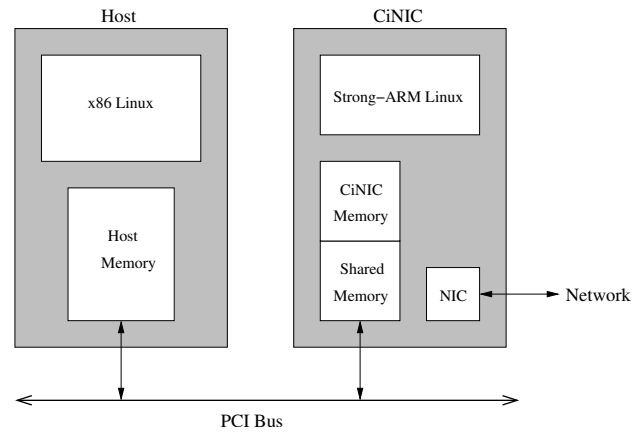 Host
CiNIC
x86 Linux
Strong−ARM Linux
Host
Memory
CiNIC
Memory
Shared
Memory
NIC
Network
PCI Bus